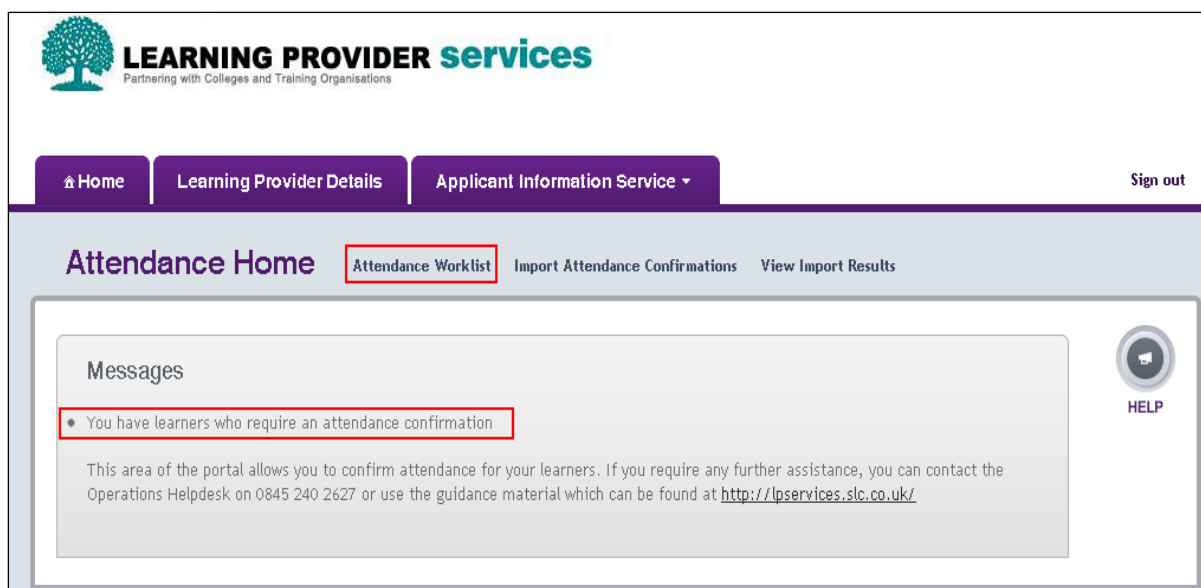 LEARNING PROVIDER services
Partnering with Colleges and Training Organisations
Home
Learning Provider Details
Applicant Information Service
Sign out
Attendance Home
Attendance Worklist
Import Attendance Confirmations
View Import Results
Messages
You have learners who require an attendance confirmation
This area of the portal allows you to confirm attendance for your learners. If you require any further assistance, you can contact the
Operations Helpdesk on 0845 240 2627 or use the guidance material which can be found at http://lpservices.slc.co.uk/
HELP